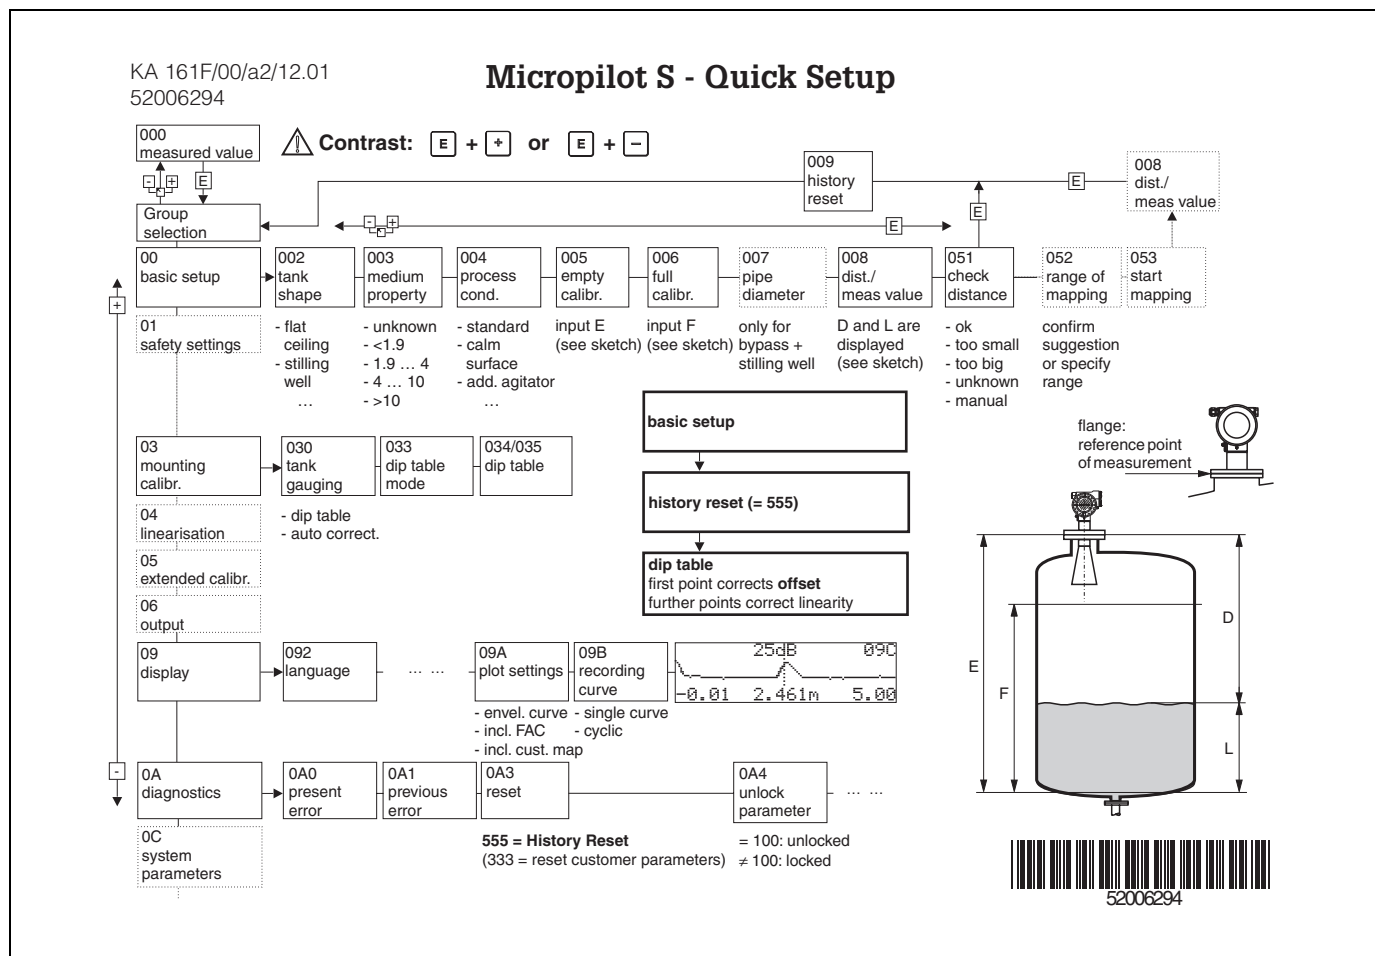 KA 161F/00/a2/12.01
52006294
Micropilot S - Quick Setup
000
measured value
Contrast: E + + or E + −
- +
E
Group
selection
009
history
reset
E
008
dist./
meas value
- +
E
E
00
basic setup
002
tank
shape
003
medium
property
004
process
cond.
005
empty
calibr.
006
full
calibr.
007
pipe
diameter
008
dist./
meas value
051
check
distance
052
range of
mapping
053
start
mapping
+
01
safety settings
- flat
ceiling
- stilling
well
...
- unknown
- <1.9
- 1.9 ... 4
- 4 ... 10
- >10
- standard
- calm
surface
- add. agitator
...
input E
(see sketch)
input F
(see sketch)
only for
bypass +
stilling well
D and L are
displayed
(see sketch)
- ok
- too small
- too big
- unknown
- manual
confirm
suggestion
or specify
range
basic setup
history reset (= 555)
dip table
first point corrects offset
further points correct linearity
flange:
reference point
of measurement
03
mounting
calibr.
030
tank
gauging
033
dip table
mode
034/035
dip table
- dip table
- auto correct.
04
linearisation
05
extended calibr.
06
output
09
display
092
language
... ...
09A
plot settings
09B
recording
curve
25dB 09C
-0.01 2.461m 5.00
- envel. curve
- incl. FAC
- incl. cust. map
- single curve
- cyclic
E
F
D
L
-
0A
diagnostics
0A0
present
error
0A1
previous
error
0A3
reset
0A4
unlock
parameter
... ...
555 = History Reset
(333 = reset customer parameters)
= 100: unlocked
≠ 100: locked
0C
system
parameters
52006294